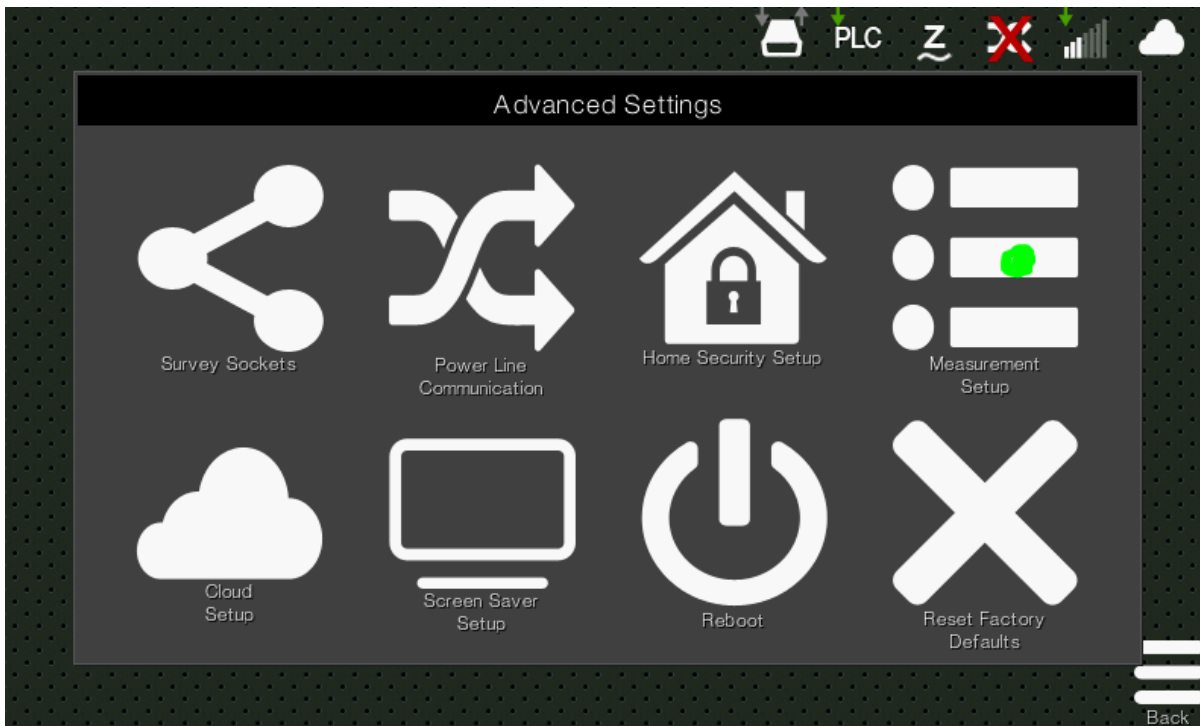 PLC
Z
Advanced Settings
Survey Sockets
Power Line
Communication
Home Security Setup
Measurement
Setup
Cloud
Setup
Screen Saver
Setup
Reboot
Reset Factory
Defaults
Back